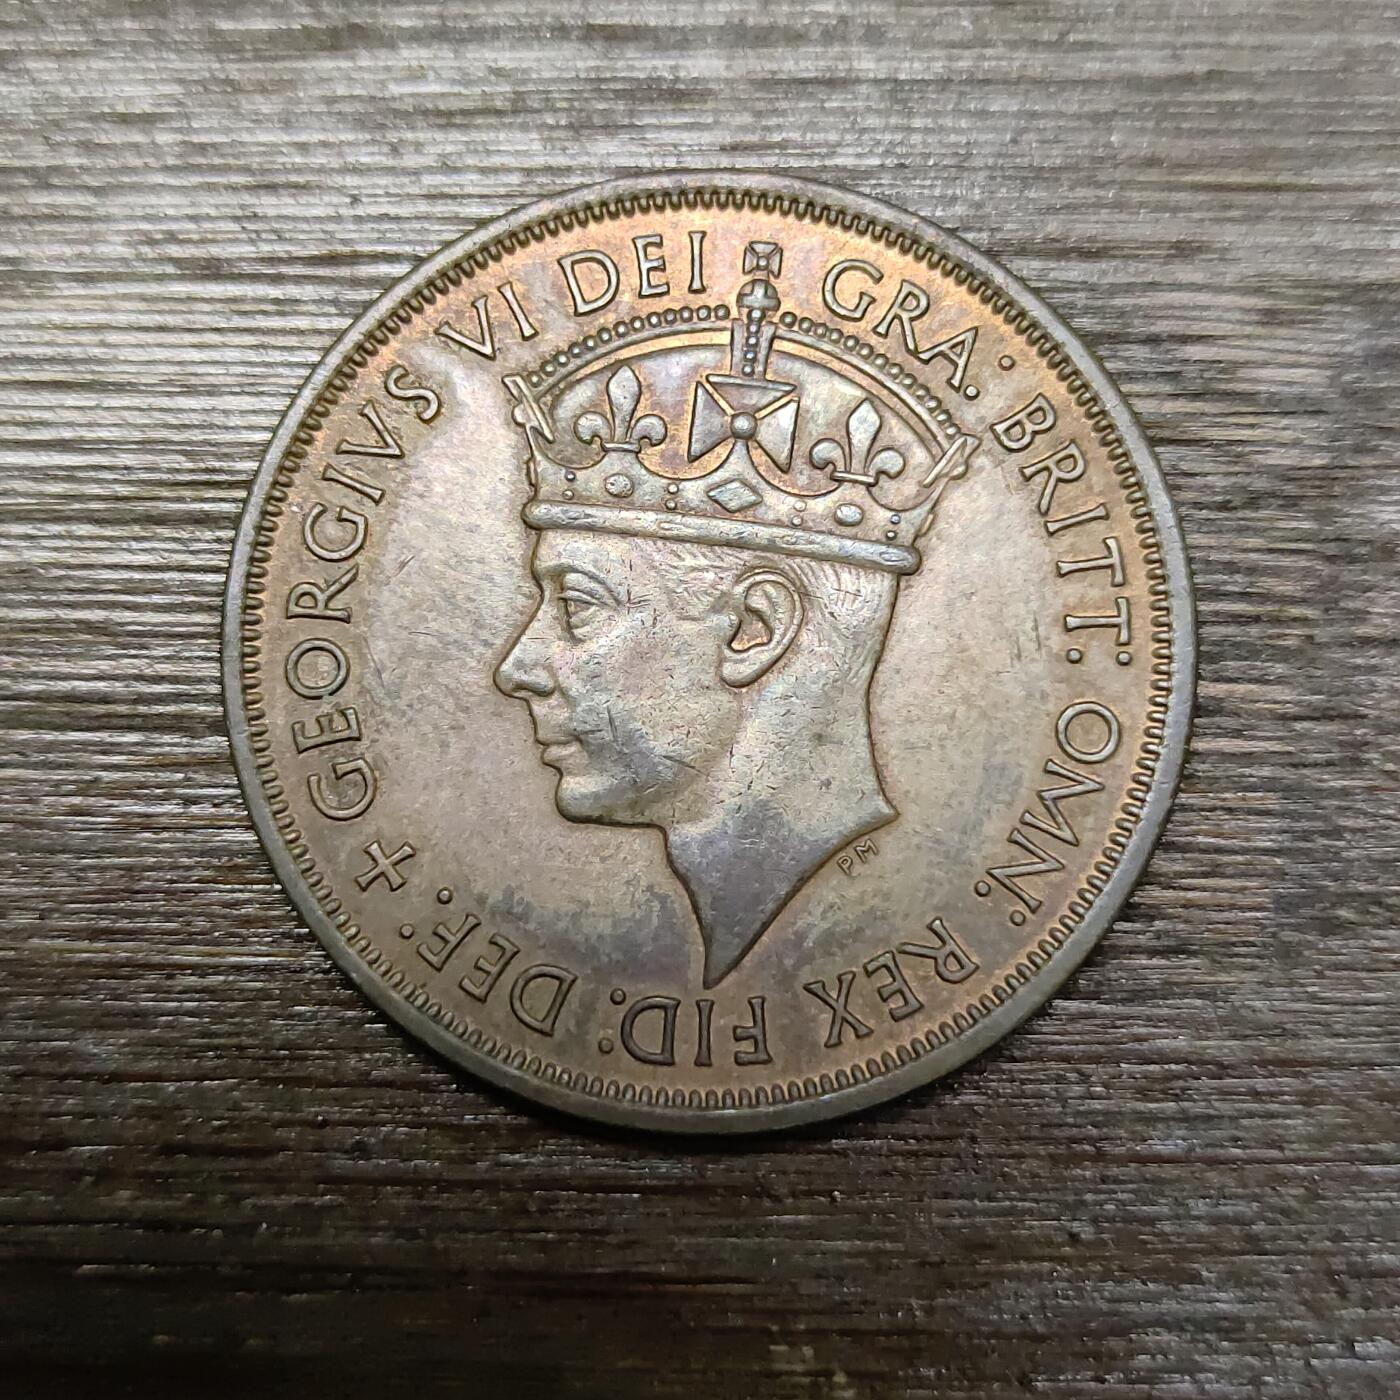 + GEORGIVS VI DEI GRA: BRITT: OMN: REX FID: DEF:
PM